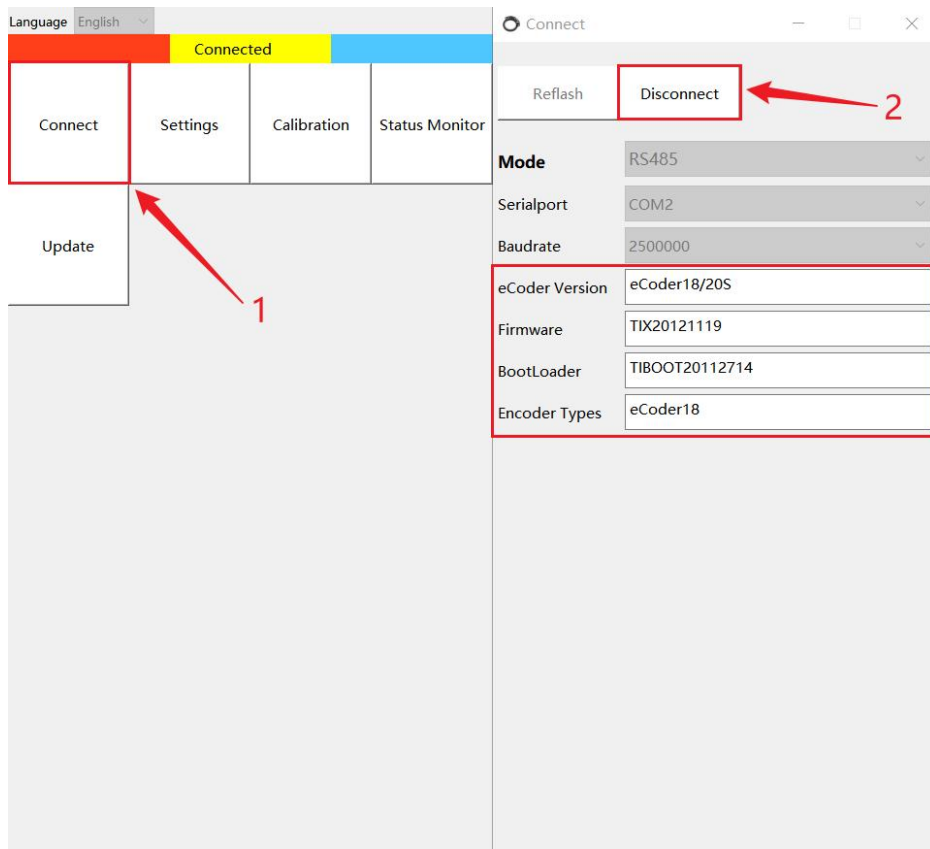 Language English
Connected
Connect Settings Calibration Status Monitor
Update
1
Connect
Reflash Disconnect
2
Mode RS485
Serialport COM2
Baudrate 2500000
eCoder Version eCoder18/20S
Firmware TIX20121119
BootLoader TIBOOT20112714
Encoder Types eCoder18